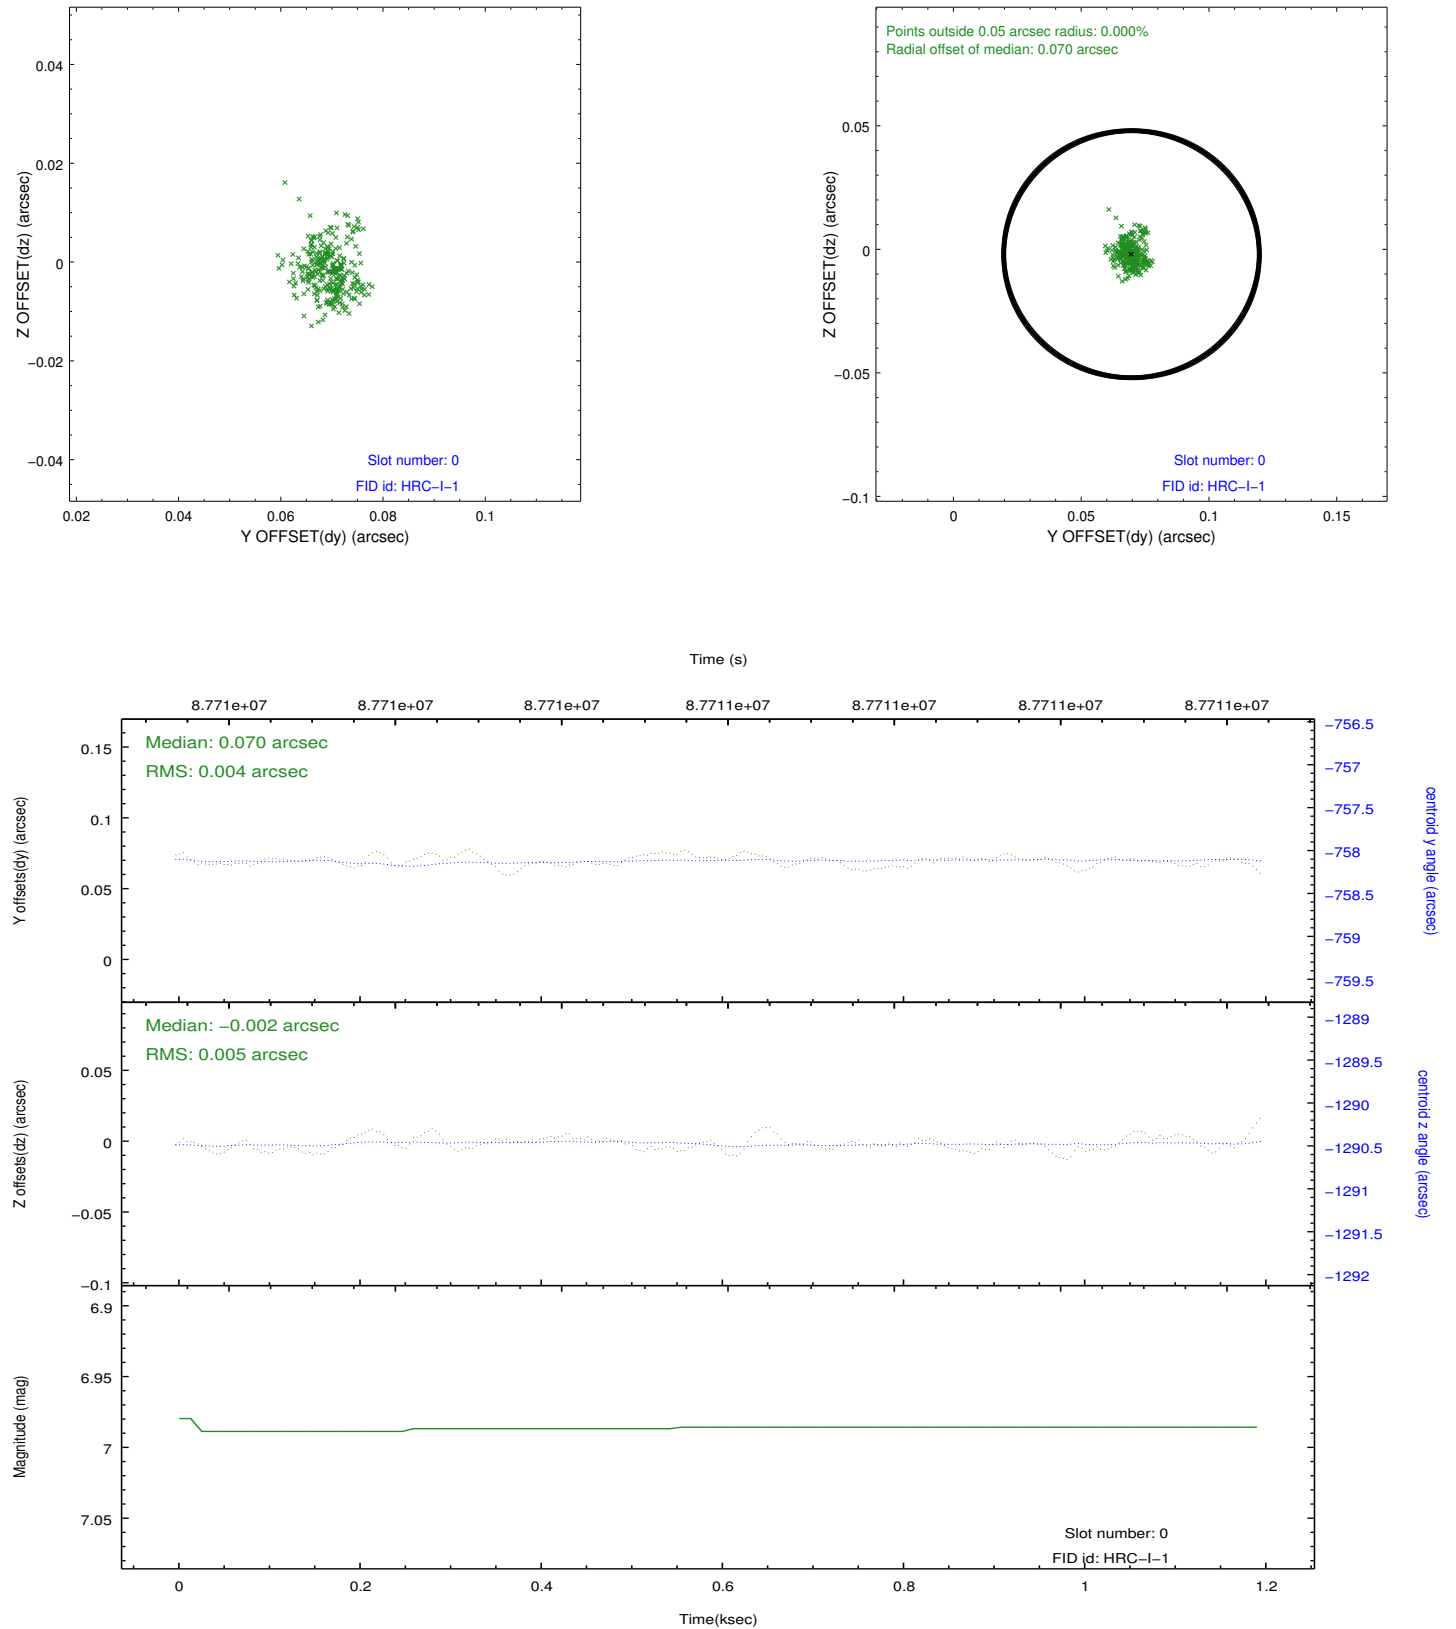 0.04
0.02
0
−0.02
−0.04
Z OFFSET(dz) (arcsec)
Slot number: 0
FID id: HRC−I−1
0.02 0.04 0.06 0.08 0.1
Y OFFSET(dy) (arcsec)
Points outside 0.05 arcsec radius: 0.000%
Radial offset of median: 0.070 arcsec
0.05
0
−0.05
−0.1
Z OFFSET(dz) (arcsec)
Slot number: 0
FID id: HRC−I−1
0 0.05 0.1 0.15
Y OFFSET(dy) (arcsec)
Time (s)
8.771e+07 8.771e+07 8.771e+07 8.7711e+07 8.7711e+07 8.7711e+07 8.7711e+07
Median: 0.070 arcsec
RMS: 0.004 arcsec
0.15
0.1
0.05
0
Y offsets(dy) (arcsec)
−756.5
−757
−757.5
−758
−758.5
−759
−759.5
centroid y angle (arcsec)
Median: −0.002 arcsec
RMS: 0.005 arcsec
0.05
0
−0.05
−0.1
Z offsets(dz) (arcsec)
−1289
−1289.5
−1290
−1290.5
−1291
−1291.5
−1292
centroid z angle (arcsec)
6.9
6.95
7
7.05
Magnitude (mag)
Slot number: 0
FID id: HRC−I−1
0 0.2 0.4 0.6 0.8 1 1.2
Time(ksec)